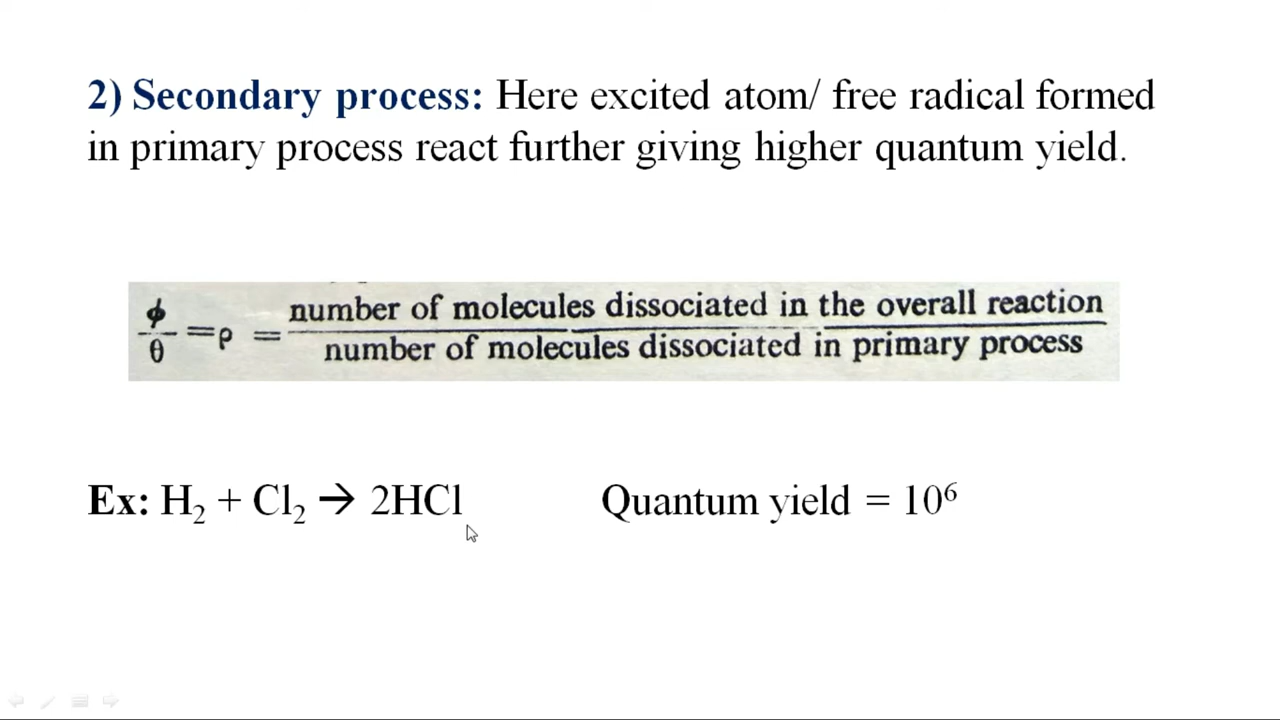 2) Secondary process: Here excited atom/ free radical formed
in primary process react further giving higher quantum yield.
ϕ/θ = ρ = number of molecules dissociated in the overall reaction / number of molecules dissociated in primary process
Ex: H₂ + Cl₂ → 2HCl Quantum yield = 10⁶